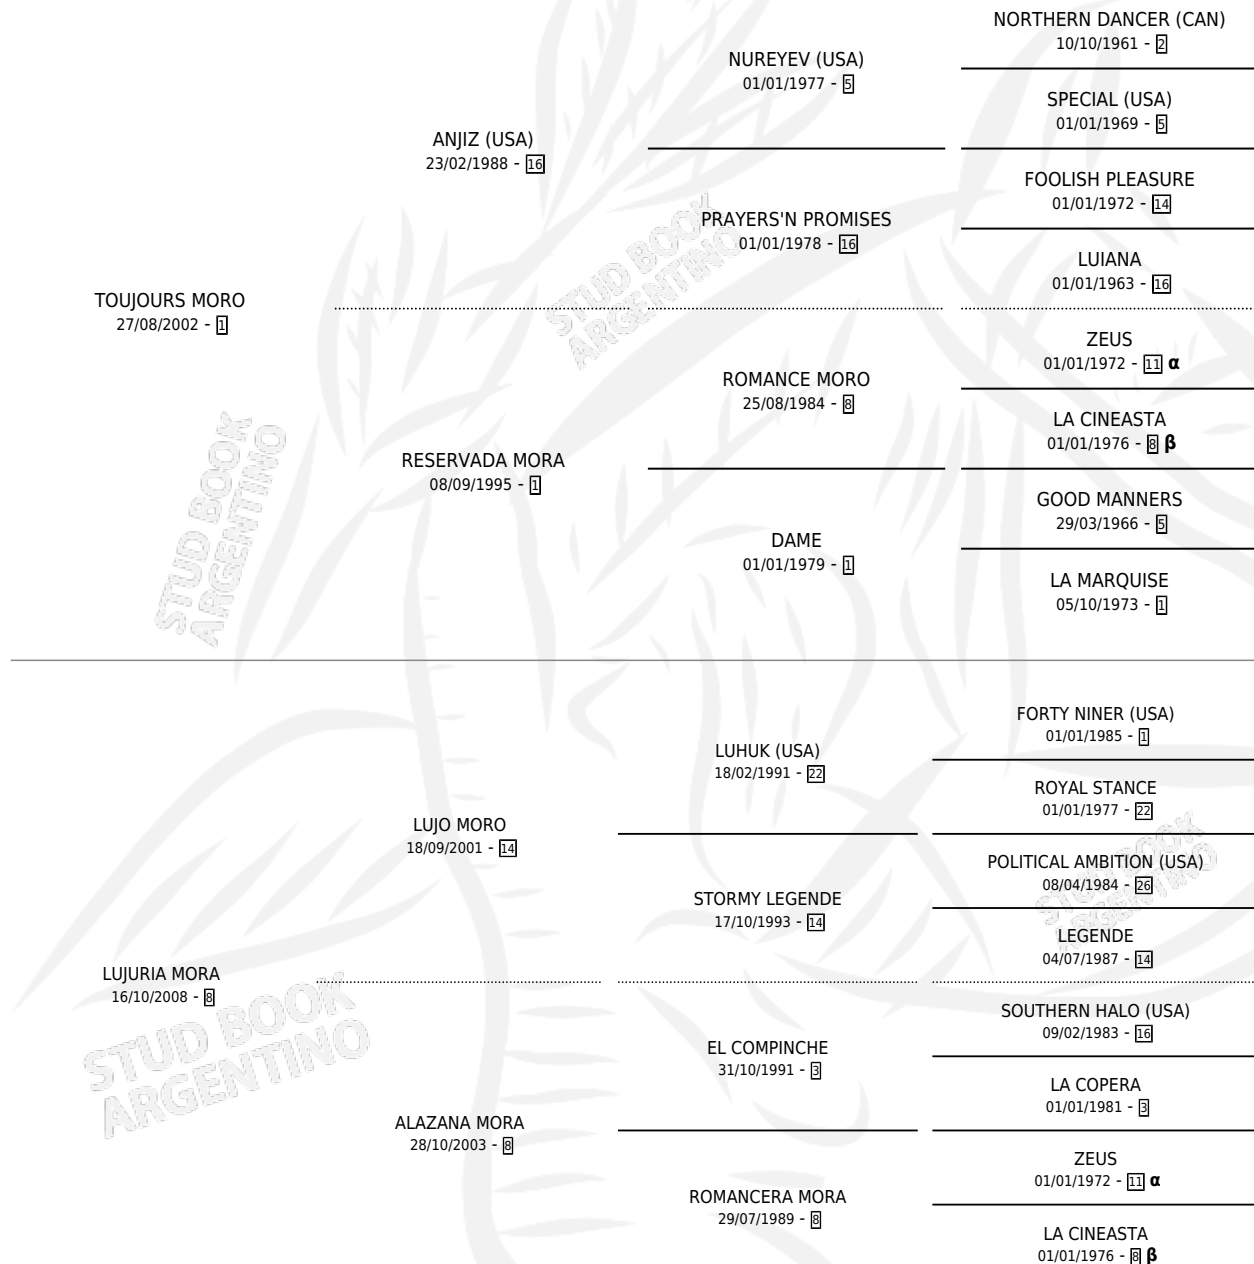 NORTHERN DANCER (CAN)
10/10/1961 - 2
NUREYEV (USA)
01/01/1977 - 5
SPECIAL (USA)
01/01/1969 - 5
ANJIZ (USA)
23/02/1988 - 16
FOOLISH PLEASURE
01/01/1972 - 14
PRAYERS'N PROMISES
01/01/1978 - 16
LUIANA
01/01/1963 - 16
TOUJOURS MORO
27/08/2002 - 1
ZEUS
01/01/1972 - 11 α
ROMANCE MORO
25/08/1984 - 8
LA CINEASTA
01/01/1976 - 8 β
RESERVADA MORA
08/09/1995 - 1
GOOD MANNERS
29/03/1966 - 5
DAME
01/01/1979 - 1
LA MARQUISE
05/10/1973 - 1
FORTY NINER (USA)
01/01/1985 - 1
LUHUK (USA)
18/02/1991 - 22
ROYAL STANCE
01/01/1977 - 22
LUJO MORO
18/09/2001 - 14
POLITICAL AMBITION (USA)
08/04/1984 - 26
STORMY LEGENDE
17/10/1993 - 14
LEGENDE
04/07/1987 - 14
LUJURIA MORA
16/10/2008 - 8
SOUTHERN HALO (USA)
09/02/1983 - 16
EL COMPINCHE
31/10/1991 - 3
LA COPERA
01/01/1981 - 3
ALAZANA MORA
28/10/2003 - 8
ZEUS
01/01/1972 - 11 α
ROMANCERA MORA
29/07/1989 - 8
LA CINEASTA
01/01/1976 - 8 β
STUD BOOK
ARGENTINO
STUD BOOK
ARGENTINO
STUD BOOK
ARGENTINO
STUD BOOK
ARGENTINO